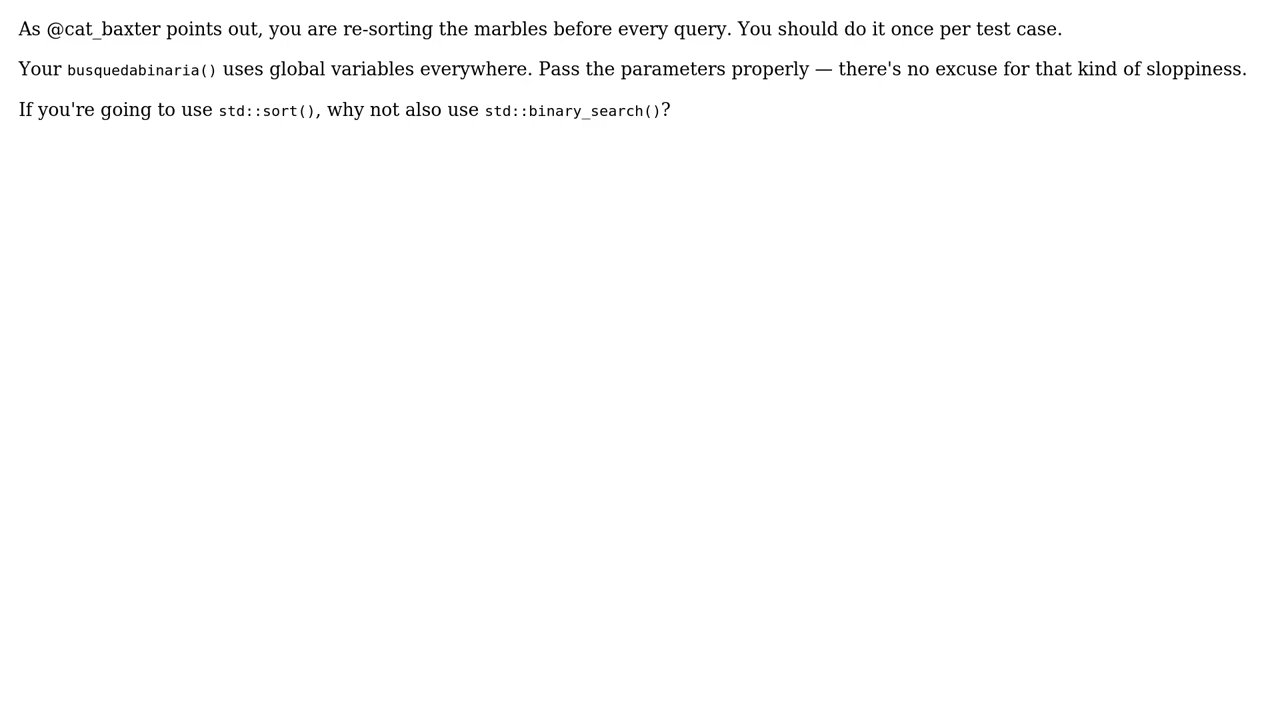 As @cat_baxter points out, you are re-sorting the marbles before every query. You should do it once per test case.
Your busquedabinaria() uses global variables everywhere. Pass the parameters properly — there's no excuse for that kind of sloppiness.
If you're going to use std::sort(), why not also use std::binary_search()?